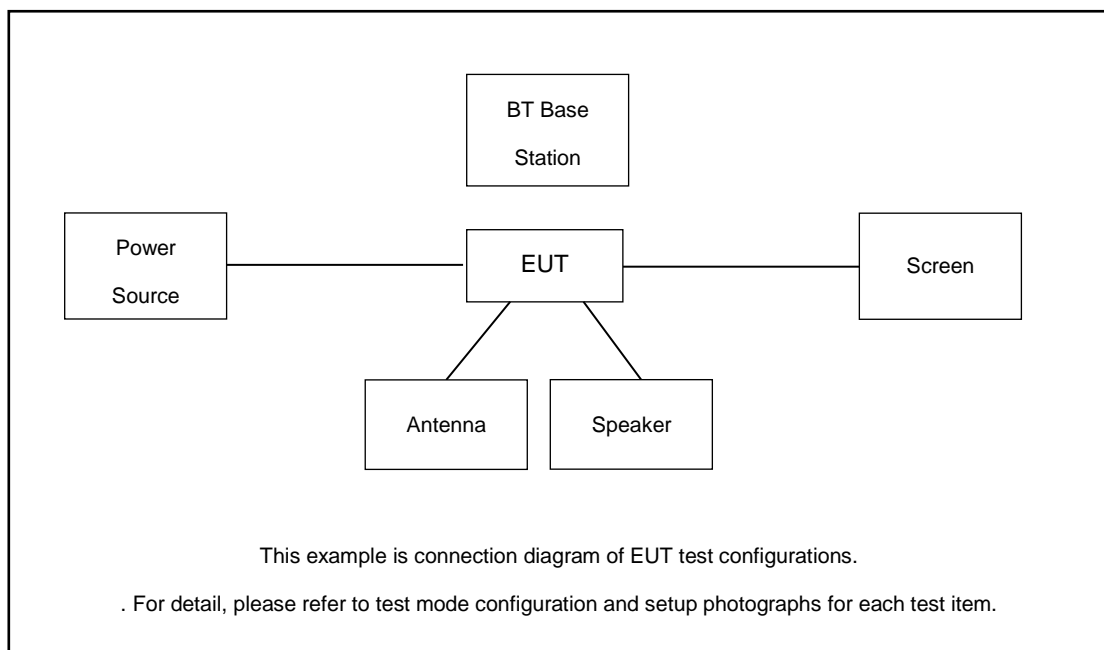 BT Base
Station
Power
Source
EUT
Screen
Antenna
Speaker
This example is connection diagram of EUT test configurations.
. For detail, please refer to test mode configuration and setup photographs for each test item.